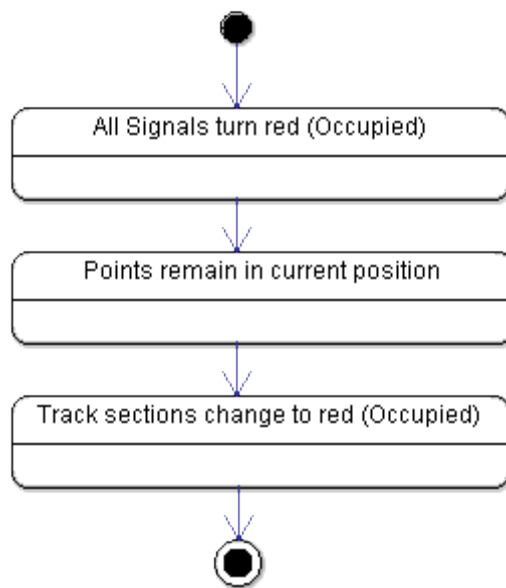 All Signals turn red (Occupied)
Points remain in current position
Track sections change to red (Occupied)